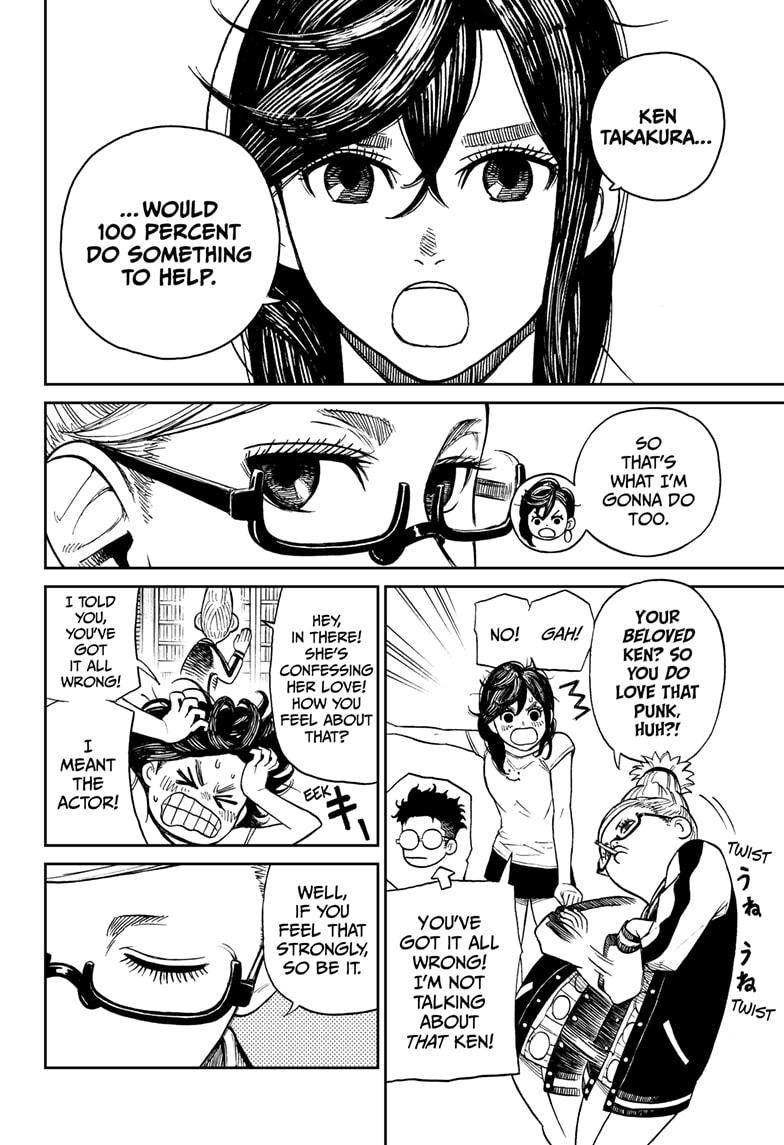 KEN
TAKAKURA...
...WOULD
100 PERCENT
DO SOMETHING
TO HELP.
SO
THAT'S
WHAT I'M
GONNA DO
TOO.
YOUR
BELOVED
KEN? SO
YOU DO
LOVE THAT
PUNK,
HUH?!
NO! GAH!
TWIST
うね
うね
TWIST
YOU'VE
GOT IT ALL
WRONG!
I'M NOT
TALKING
ABOUT
THAT KEN!
HEY,
IN THERE!
SHE'S
CONFESSING
HER LOVE!
HOW YOU
FEEL ABOUT
THAT?
I TOLD
YOU,
YOU'VE
GOT
IT ALL
WRONG!
I
MEANT
THE
ACTOR!
EEK
キー
WELL,
IF YOU
FEEL THAT
STRONGLY,
SO BE IT.